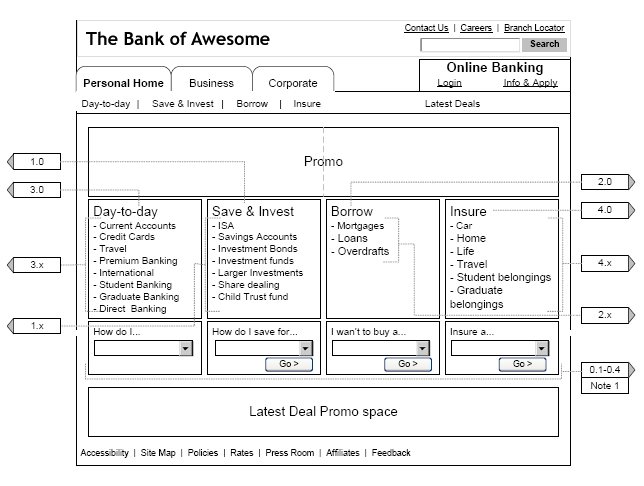 Contact Us | Careers | Branch Locator
The Bank of Awesome
Search
Online Banking
Personal Home
Business
Corporate
Login
Info & Apply
Day-to-day | Save & Invest | Borrow | Insure
Latest Deals
Promo
1.0
3.0
3.x
1.x
2.0
4.0
4.x
2.x
0.1-0.4
Note 1
Day-to-day
- Current Accounts
- Credit Cards
- Travel
- Premium Banking
- International
- Student Banking
- Graduate Banking
- Direct Banking
Save & Invest
- ISA
- Savings Accounts
- Investment Bonds
- Investment funds
- Larger Investments
- Share dealing
- Child Trust fund
Borrow
- Mortgages
- Loans
- Overdrafts
Insure
- Car
- Home
- Life
- Travel
- Student belongings
- Graduate
belongings
How do I...
How do I save for...
Go >
I wan't to buy a...
Go >
Insure a...
Go >
Latest Deal Promo space
Accessibility | Site Map | Policies | Rates | Press Room | Affiliates | Feedback